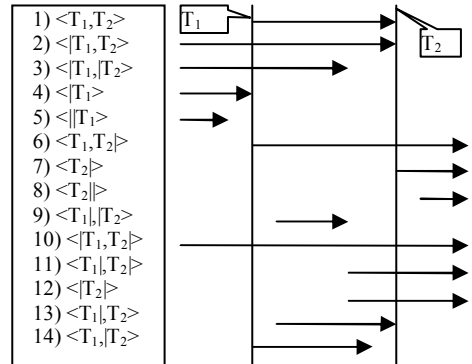 1) <T₁,T₂>
2) <|T₁,T₂>
3) <|T₁,|T₂>
4) <|T₁>
5) <||T₁>
6) <T₁,T₂|>
7) <T₂|>
8) <T₂||>
9) <T₁|,|T₂>
10) <|T₁,T₂|>
11) <T₁|,T₂|>
12) <|T₂|>
13) <T₁|,T₂>
14) <T₁,|T₂>
T₁
T₂